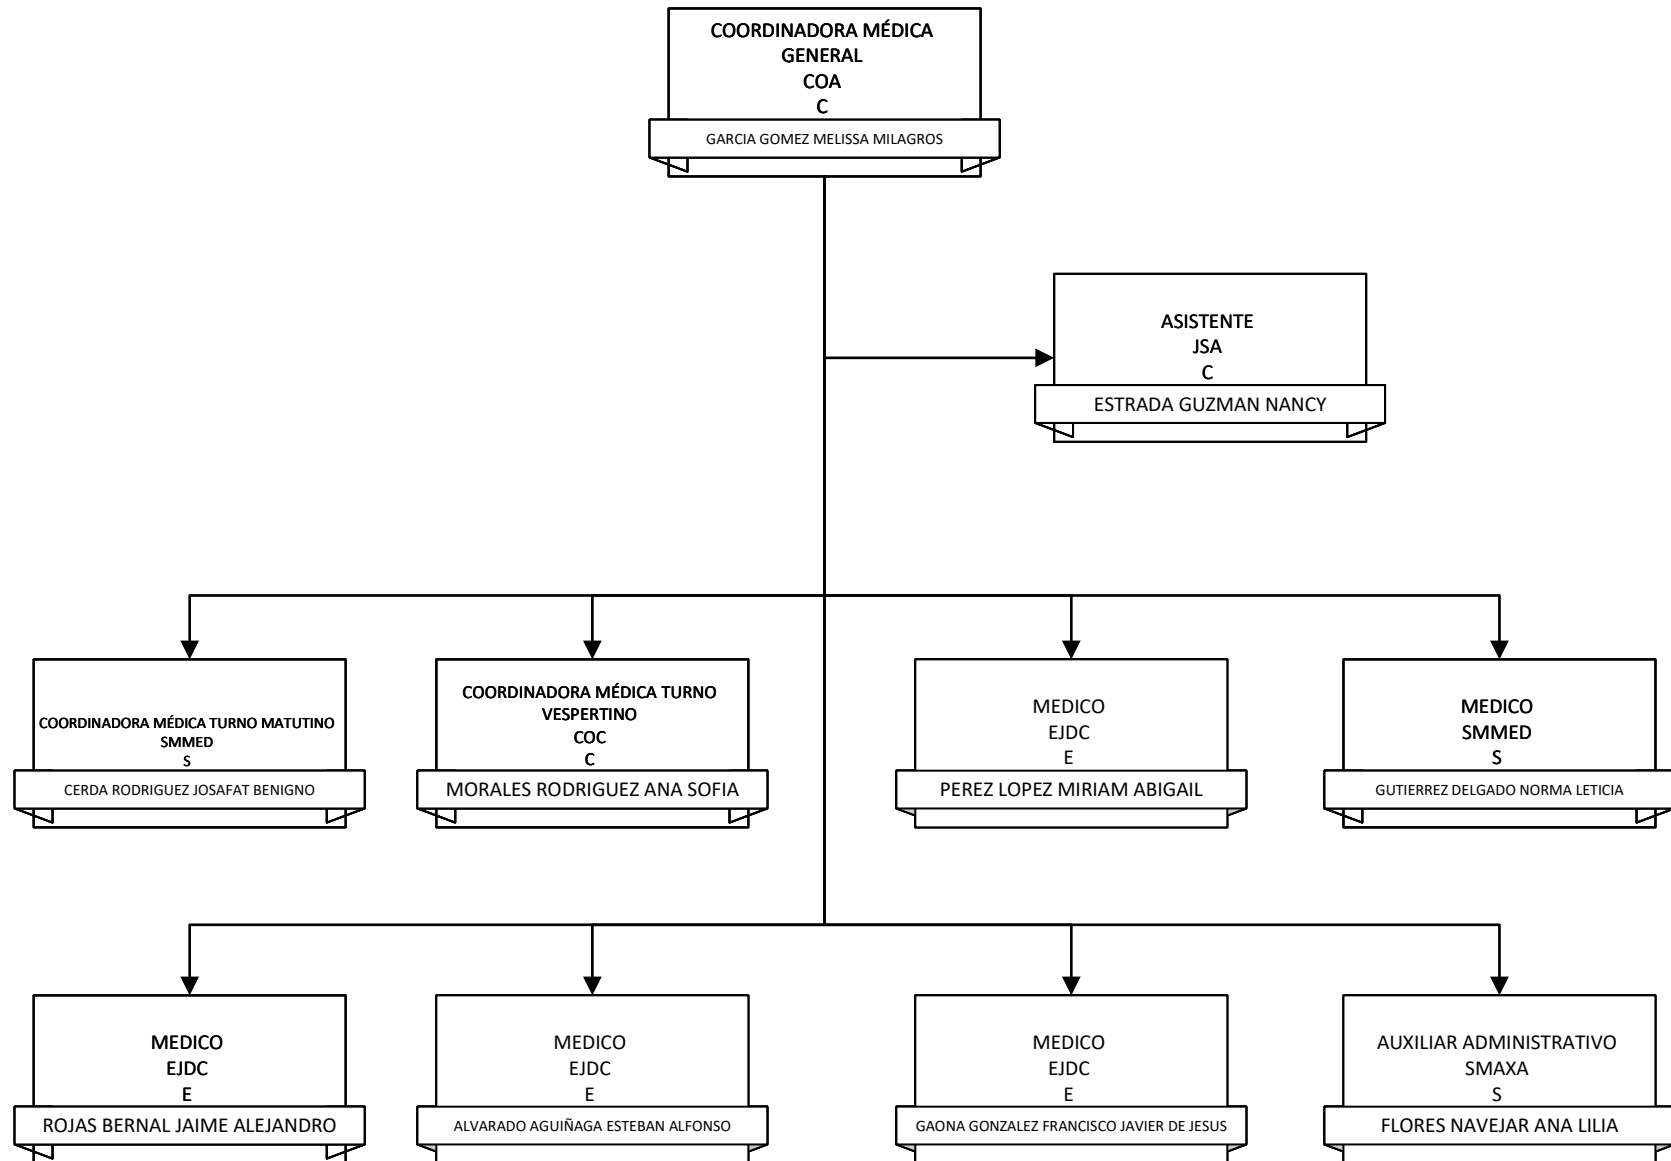 COORDINADORA MÉDICA
GENERAL
COA
C
GARCIA GOMEZ MELISSA MILAGROS
ASISTENTE
JSA
C
ESTRADA GUZMAN NANCY
COORDINADORA MÉDICA TURNO MATUTINO
SMMED
S
CERDA RODRIGUEZ JOSAFAT BENIGNO
COORDINADORA MÉDICA TURNO
VESPERTINO
COC
C
MORALES RODRIGUEZ ANA SOFIA
MEDICO
EJDC
E
PEREZ LOPEZ MIRIAM ABIGAIL
MEDICO
SMMED
S
GUTIERREZ DELGADO NORMA LETICIA
MEDICO
EJDC
E
ROJAS BERNAL JAIME ALEJANDRO
MEDICO
EJDC
E
ALVARADO AGUIÑAGA ESTEBAN ALFONSO
MEDICO
EJDC
E
GAONA GONZALEZ FRANCISCO JAVIER DE JESUS
AUXILIAR ADMINISTRATIVO
SMAXA
S
FLORES NAVEJAR ANA LILIA